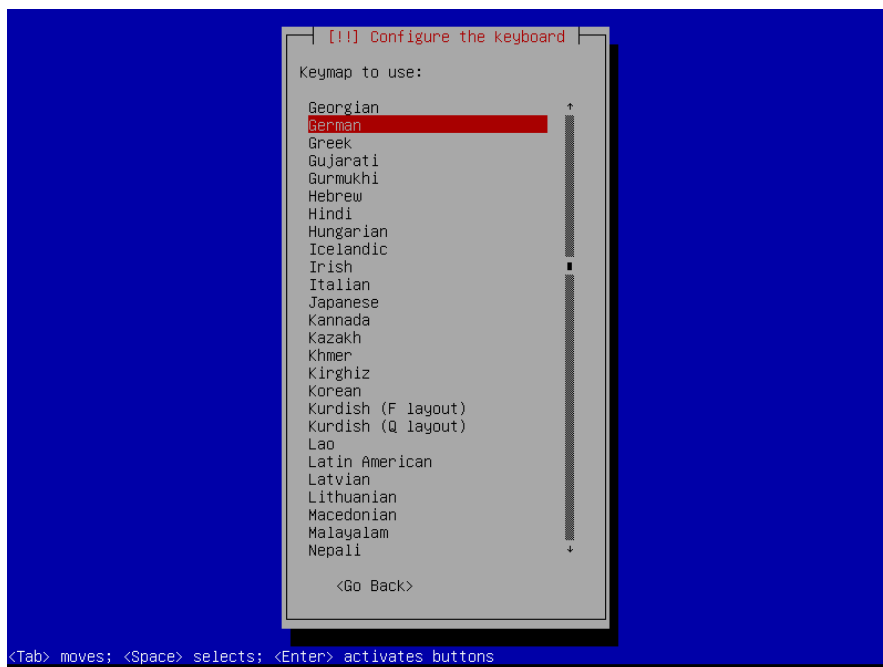 [!!] Configure the keyboard
Keymap to use:
Georgian
German
Greek
Gujarati
Gurmukhi
Hebrew
Hindi
Hungarian
Icelandic
Irish
Italian
Japanese
Kannada
Kazakh
Khmer
Kirghiz
Korean
Kurdish (F layout)
Kurdish (Q layout)
Lao
Latin American
Latvian
Lithuanian
Macedonian
Malayalam
Nepali
<Go Back>
<Tab> moves; <Space> selects; <Enter> activates buttons